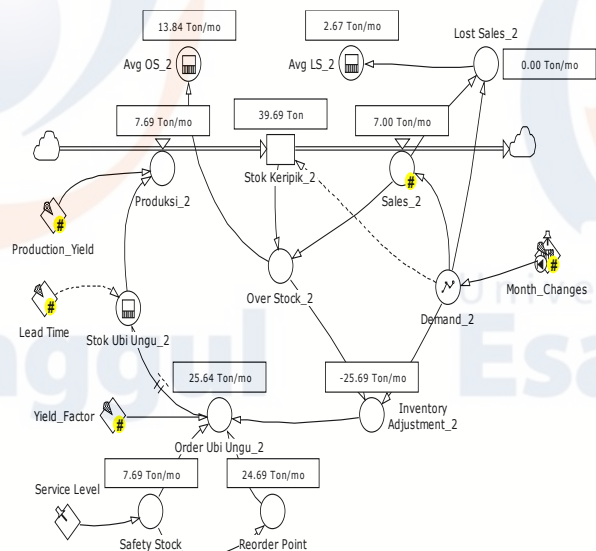 13.84 Ton/mo
2.67 Ton/mo
Lost Sales_2
Avg OS_2
Avg LS_2
0.00 Ton/mo
7.69 Ton/mo
39.69 Ton
7.00 Ton/mo
Stok Keripik_2
Produksi_2
Sales_2
#
#
Production_Yield
#
Month_Changes
Over Stock_2
Demand_2
Univer
#
Lead Time
Stok Ubi Ungu_2
nggul
Esa
25.64 Ton/mo
-25.69 Ton/mo
Yield_Factor
#
Inventory
Adjustment_2
Order Ubi Ungu_2
7.69 Ton/mo
24.69 Ton/mo
Service Level
Safety Stock
Reorder Point